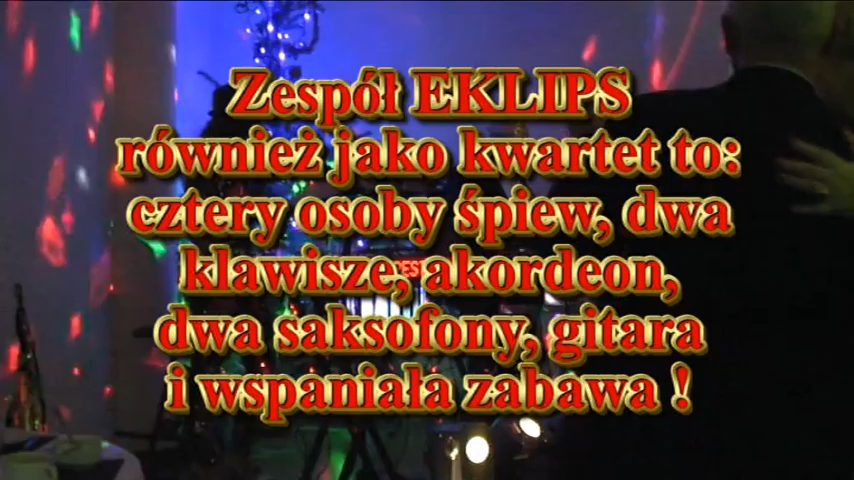 Zespół EKLIPS
również jako kwartet to:
cztery osoby śpiew, dwa
klawisze, akordeon,
dwa saksofony, gitara
i wspaniała zabawa !